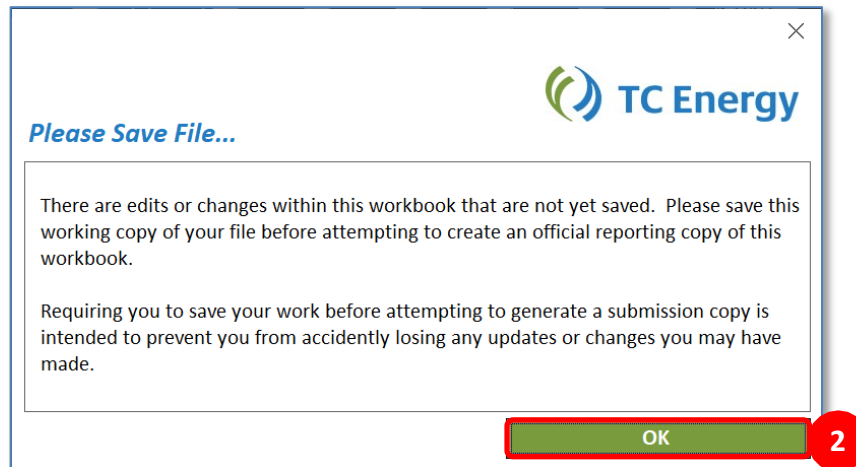 TC Energy
Please Save File...
There are edits or changes within this workbook that are not yet saved.  Please save this
working copy of your file before attempting to create an official reporting copy of this
workbook.
Requiring you to save your work before attempting to generate a submission copy is
intended to prevent you from accidently losing any updates or changes you may have
made.
OK
2